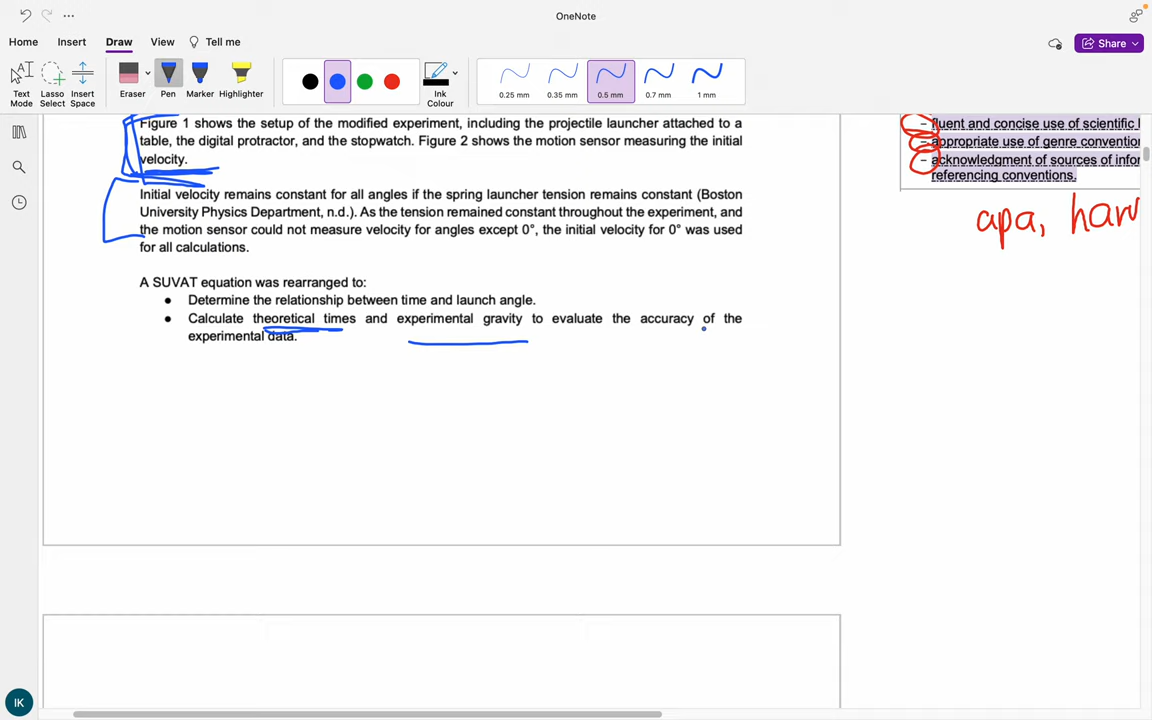 OneNote
Home Insert Draw View Tell me
Share
Text Mode
Lasso Select
Insert Space
Eraser
Pen
Marker
Highlighter
Ink Colour
0.25 mm
0.35 mm
0.5 mm
0.7 mm
1 mm
Figure 1 shows the setup of the modified experiment, including the projectile launcher attached to a
table, the digital protractor, and the stopwatch. Figure 2 shows the motion sensor measuring the initial
velocity.
Initial velocity remains constant for all angles if the spring launcher tension remains constant (Boston
University Physics Department, n.d.). As the tension remained constant throughout the experiment, and
the motion sensor could not measure velocity for angles except 0°, the initial velocity for 0° was used
for all calculations.
A SUVAT equation was rearranged to:
● Determine the relationship between time and launch angle.
● Calculate theoretical times and experimental gravity to evaluate the accuracy of the
experimental data.
– fluent and concise use of scientific
– appropriate use of genre
– acknowledgment of sources of
referencing conventions.
apa,
IK